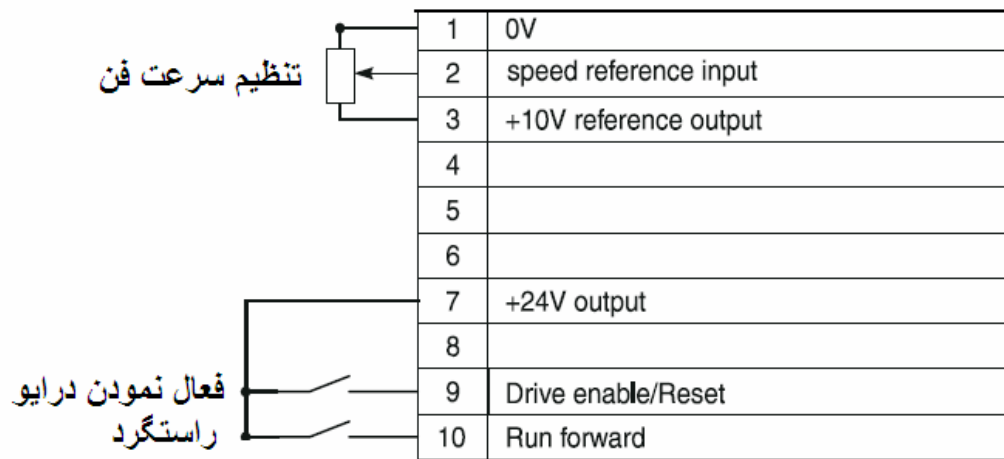 1 0V
تنظیم سرعت فن
2 speed reference input
3 +10V reference output
4
5
6
7 +24V output
8
فعال نمودن درایو
9 Drive enable/Reset
راستگرد
10 Run forward